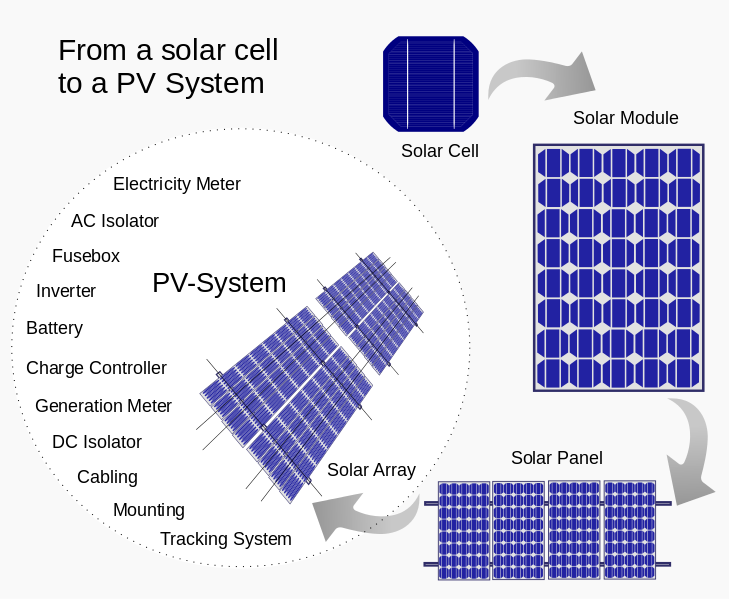 From a solar cell
to a PV System
Solar Cell
Solar Module
Electricity Meter
AC Isolator
Fusebox
PV-System
Inverter
Battery
Charge Controller
Generation Meter
DC Isolator
Cabling
Mounting
Tracking System
Solar Array
Solar Panel